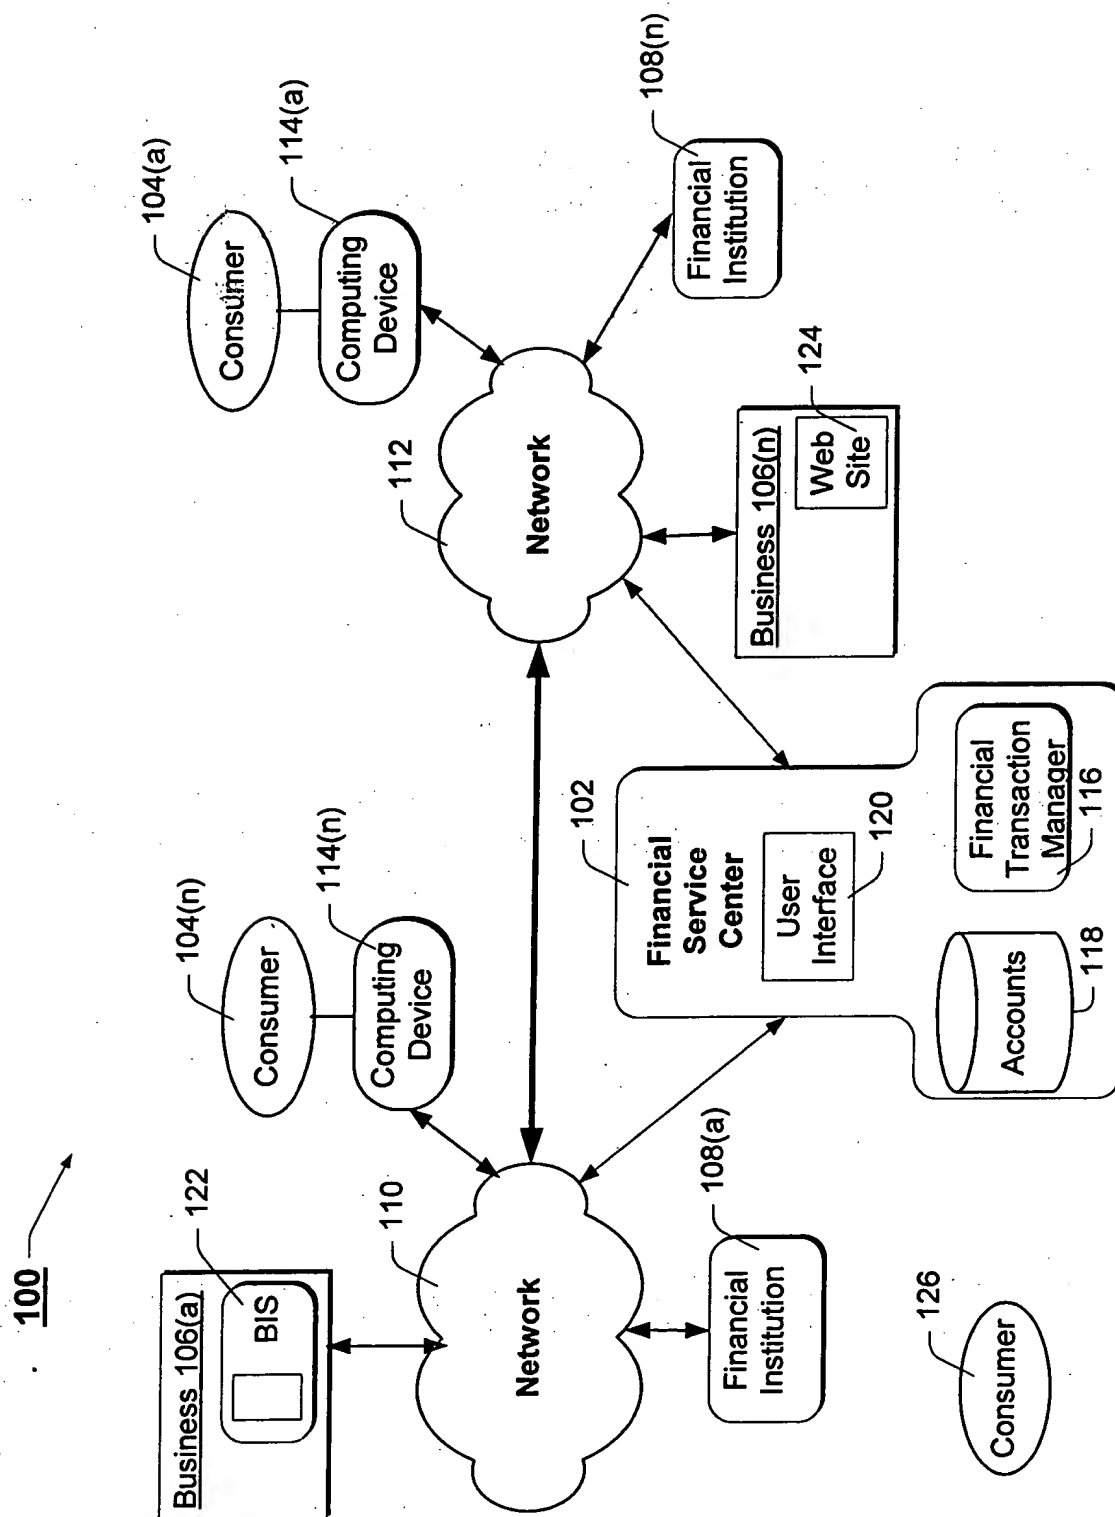 100
Business 106(a)
BIS
122
Consumer
104(n)
Computing
Device
114(n)
Consumer
104(a)
Computing
Device
114(a)
110
Network
112
Network
Financial
Institution
108(a)
102
Financial
Service
Center
User
Interface
120
Accounts
118
Financial
Transaction
Manager
116
Business 106(n)
Web
Site
124
Financial
Institution
108(n)
Consumer
126